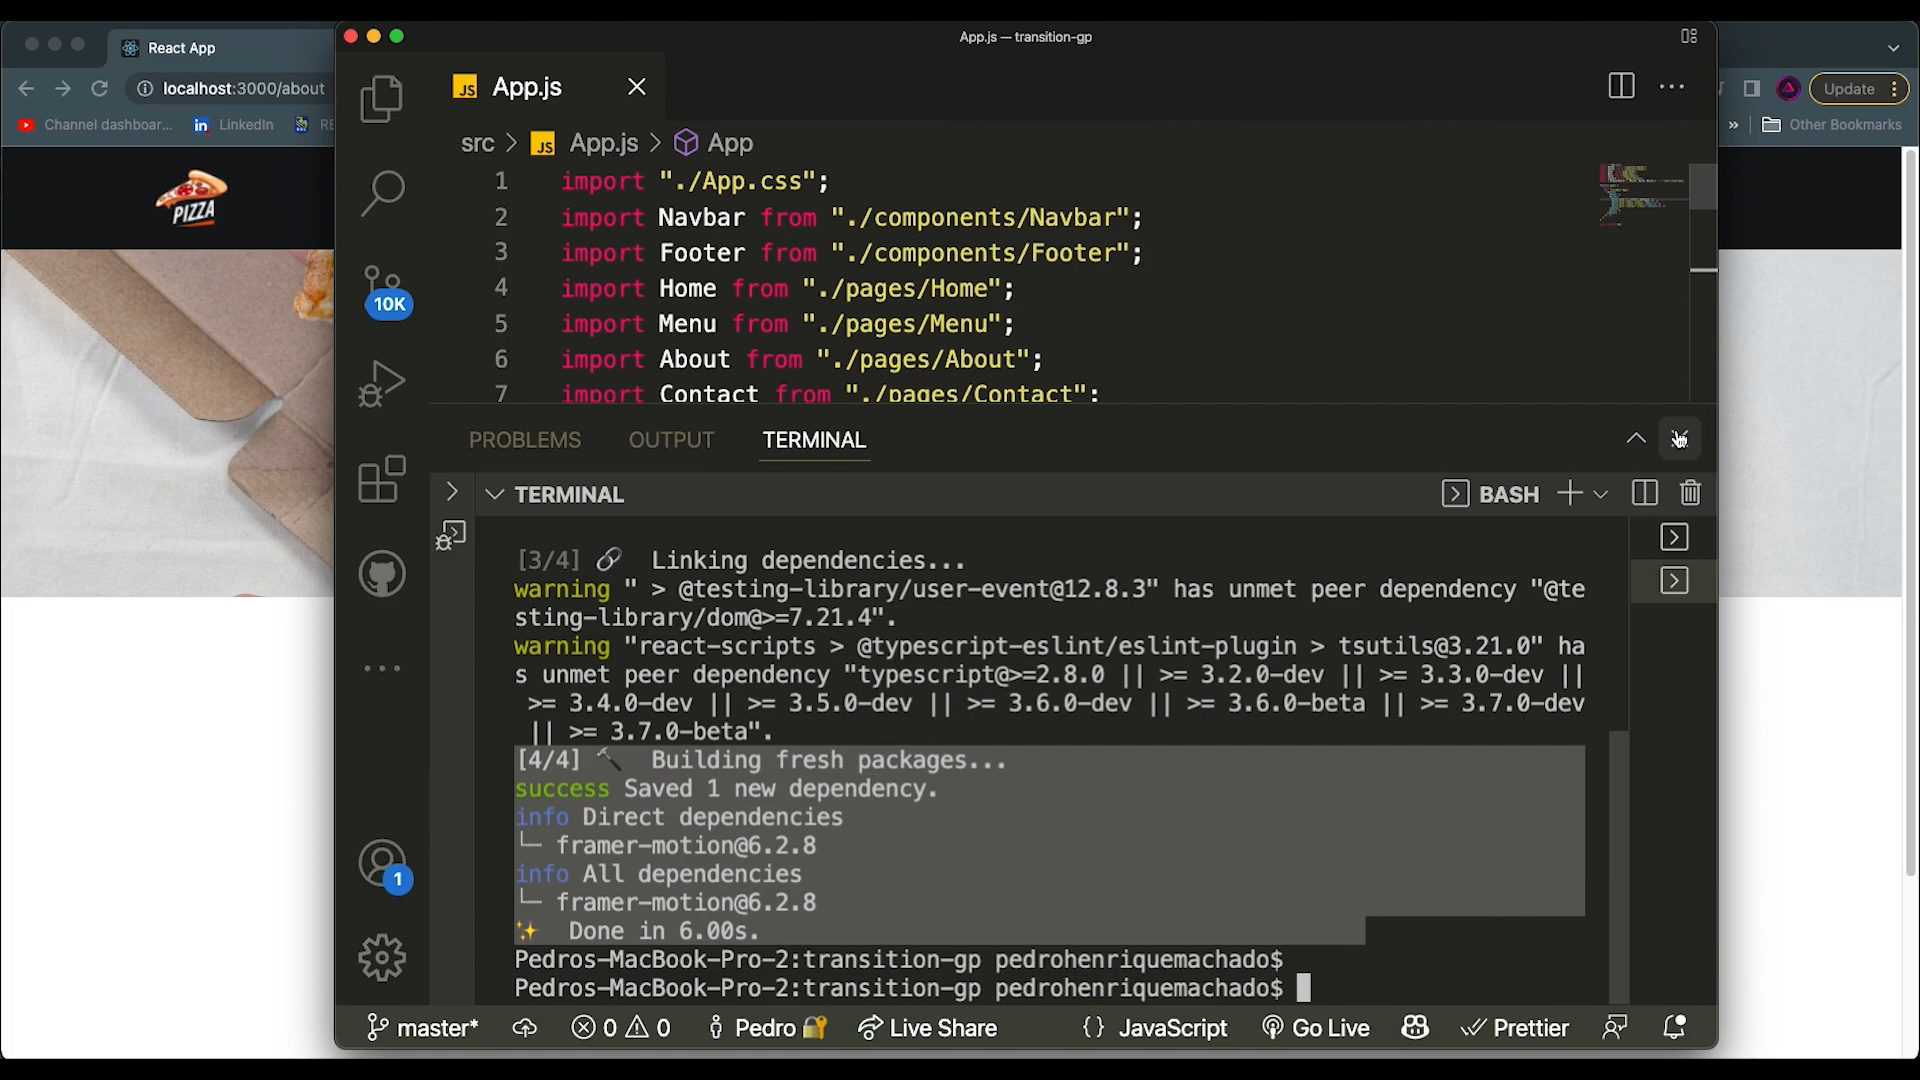 React App
localhost:3000/about
Channel dashboar...
LinkedIn
PIZZA
App.js — transition-gp
Update
Other Bookmarks
JS App.js
src > JS App.js > App
1 import "./App.css";
2 import Navbar from "./components/Navbar";
3 import Footer from "./components/Footer";
4 import Home from "./pages/Home";
5 import Menu from "./pages/Menu";
6 import About from "./pages/About";
7 import Contact from "./pages/Contact";
10K
PROBLEMS OUTPUT TERMINAL
TERMINAL
BASH
[3/4] 🔗 Linking dependencies...
warning " > @testing-library/user-event@12.8.3" has unmet peer dependency "@te
sting-library/dom@>=7.21.4".
warning "react-scripts > @typescript-eslint/eslint-plugin > tsutils@3.21.0" ha
s unmet peer dependency "typescript@>=2.8.0 || >= 3.2.0-dev || >= 3.3.0-dev ||
>= 3.4.0-dev || >= 3.5.0-dev || >= 3.6.0-dev || >= 3.6.0-beta || >= 3.7.0-dev
|| >= 3.7.0-beta".
[4/4] 🔨 Building fresh packages...
success Saved 1 new dependency.
info Direct dependencies
└─ framer-motion@6.2.8
info All dependencies
└─ framer-motion@6.2.8
✨ Done in 6.00s.
Pedros-MacBook-Pro-2:transition-gp pedrohenriquemachado$
Pedros-MacBook-Pro-2:transition-gp pedrohenriquemachado$
1
master* 0 0 Pedro 🔐 Live Share {} JavaScript Go Live Prettier